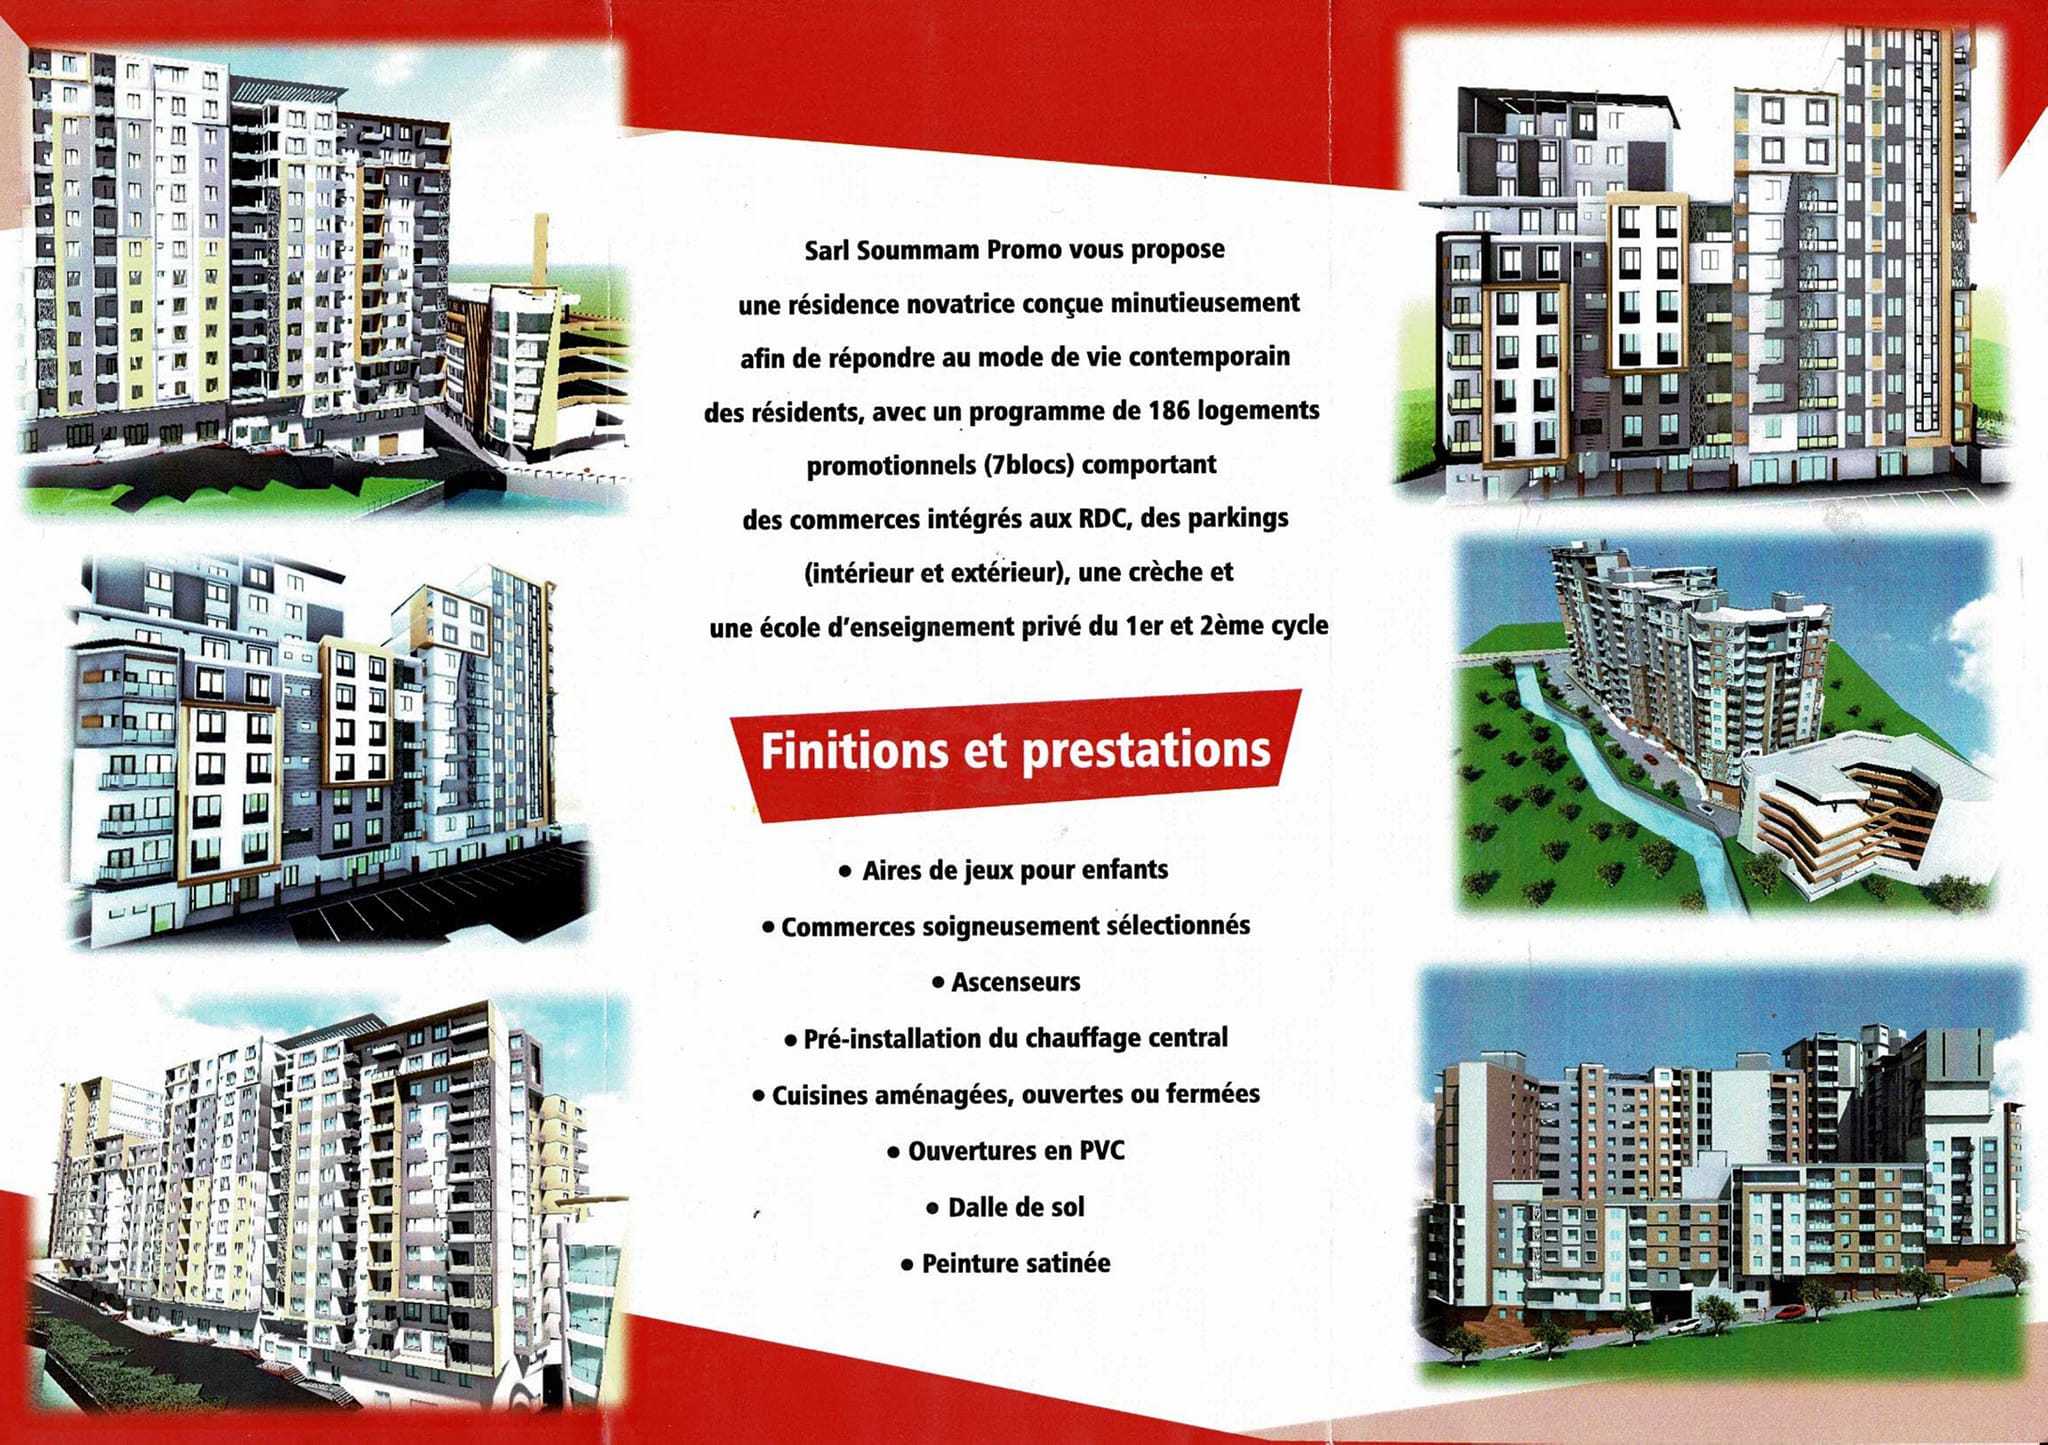 Sarl Soummam Promo vous propose
une résidence novatrice conçue minutieusement
afin de répondre au mode de vie contemporain
des résidents, avec un programme de 186 logements
promotionnels (7blocs) comportant
des commerces intégrés aux RDC, des parkings
(intérieur et extérieur), une crèche et
une école d'enseignement privé du 1er et 2ème cycle
Finitions et prestations
• Aires de jeux pour enfants
• Commerces soigneusement sélectionnés
• Ascenseurs
• Pré-installation du chauffage central
• Cuisines aménagées, ouvertes ou fermées
• Ouvertures en PVC
• Dalle de sol
• Peinture satinée